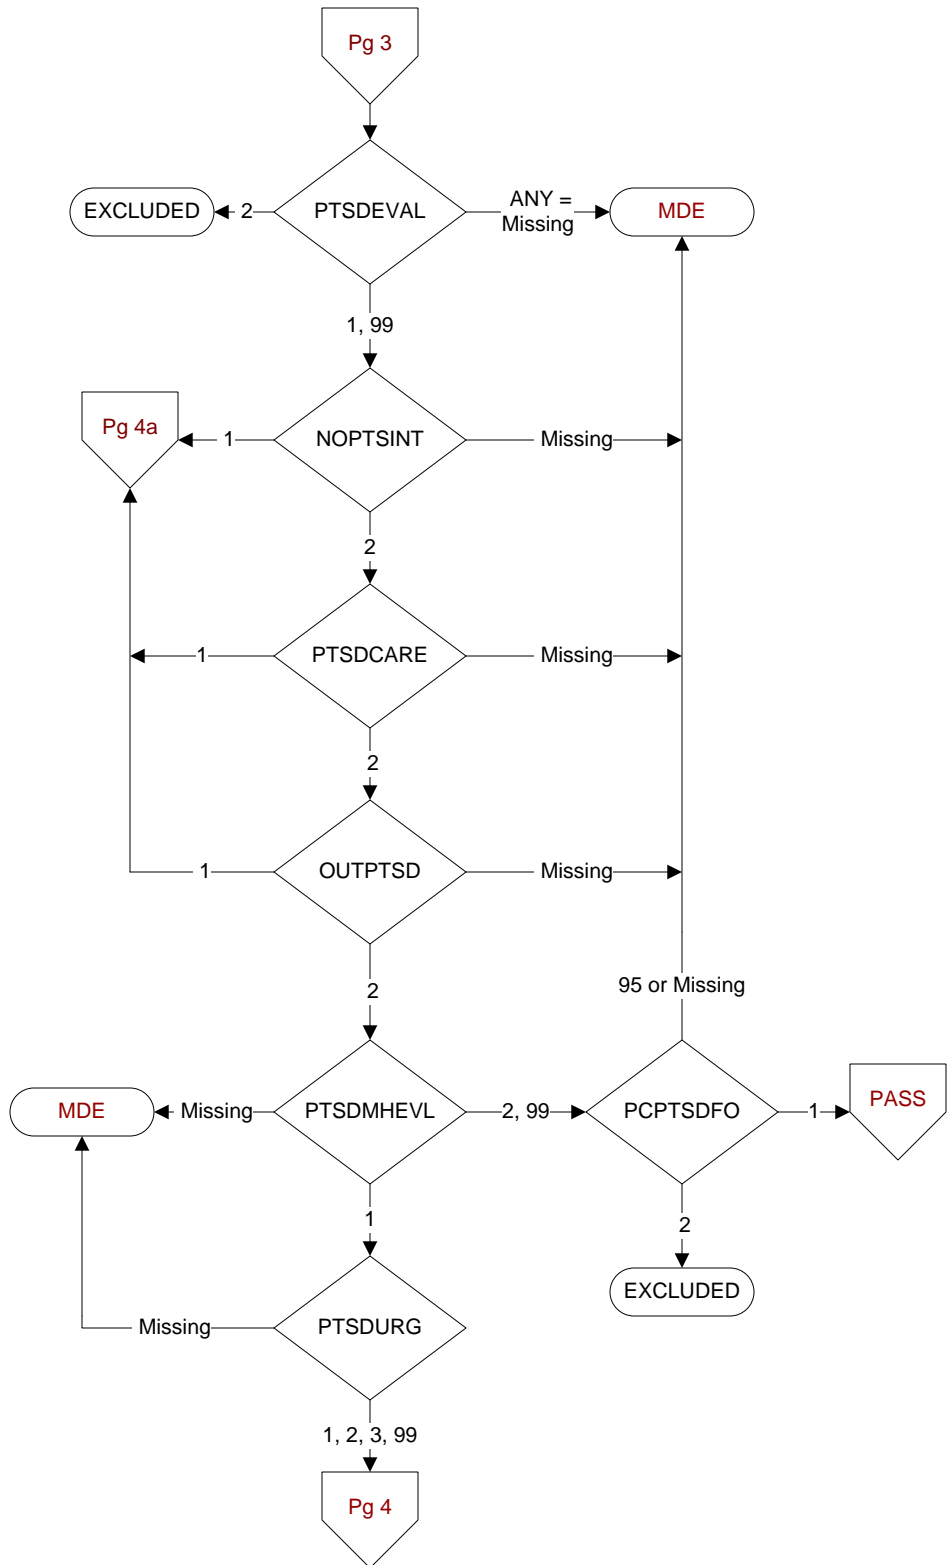 Pg 3
EXCLUDED
2
PTSDEVAL
ANY =
Missing
MDE
1, 99
Pg 4a
1
NOPTSINT
Missing
2
1
PTSDCARE
Missing
2
1
OUTPTSD
Missing
2
95 or Missing
MDE
Missing
PTSDMHEVL
2, 99
PCPTSDFO
1
PASS
1
2
EXCLUDED
Missing
PTSDURG
1, 2, 3, 99
Pg 4